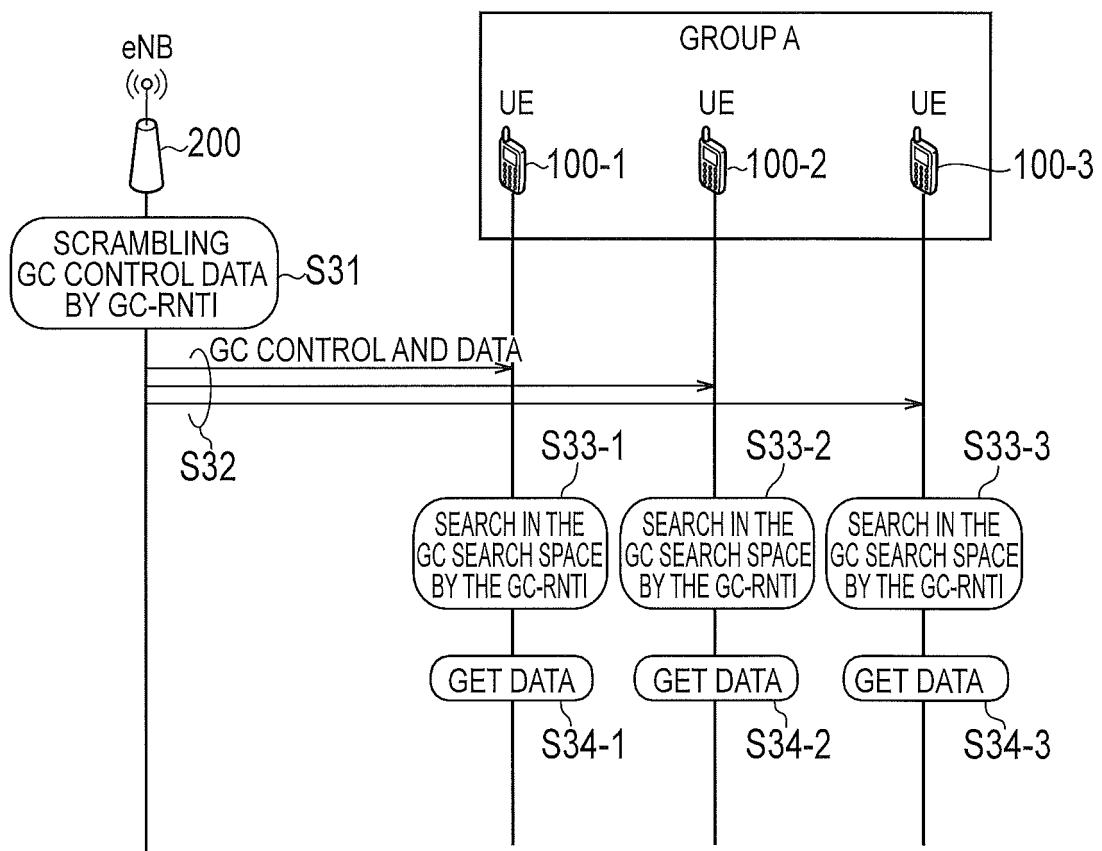 GROUP A
eNB
UE
UE
UE
200
100-1
100-2
100-3
SCRAMBLING
GC CONTROL DATA
BY GC-RNTI
S31
GC CONTROL AND DATA
S32
S33-1
S33-2
S33-3
SEARCH IN THE
GC SEARCH SPACE
BY THE GC-RNTI
SEARCH IN THE
GC SEARCH SPACE
BY THE GC-RNTI
SEARCH IN THE
GC SEARCH SPACE
BY THE GC-RNTI
GET DATA
GET DATA
GET DATA
S34-1
S34-2
S34-3